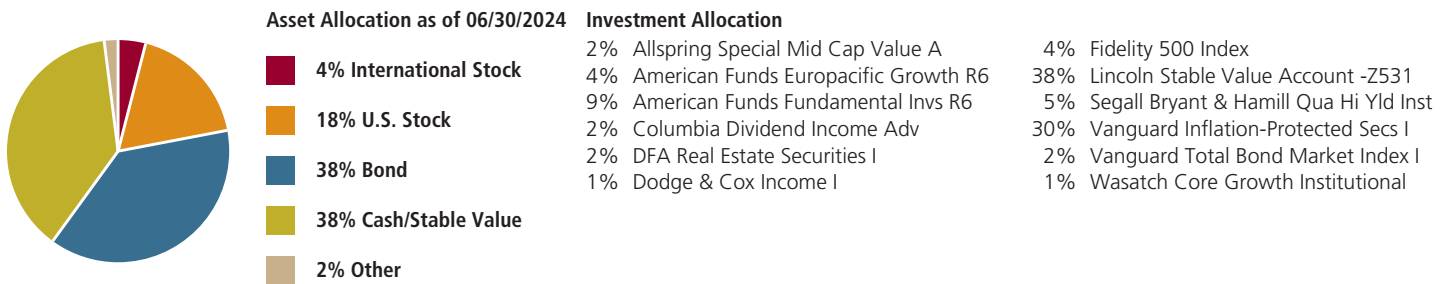 Asset Allocation as of 06/30/2024
4% International Stock
18% U.S. Stock
38% Bond
38% Cash/Stable Value
2% Other
Investment Allocation
2% Allspring Special Mid Cap Value A
4% American Funds Europacific Growth R6
9% American Funds Fundamental Invs R6
2% Columbia Dividend Income Adv
2% DFA Real Estate Securities I
1% Dodge & Cox Income I
4% Fidelity 500 Index
38% Lincoln Stable Value Account -Z531
5% Segall Bryant & Hamill Qua Hi Yld Inst
30% Vanguard Inflation-Protected Secs I
2% Vanguard Total Bond Market Index I
1% Wasatch Core Growth Institutional